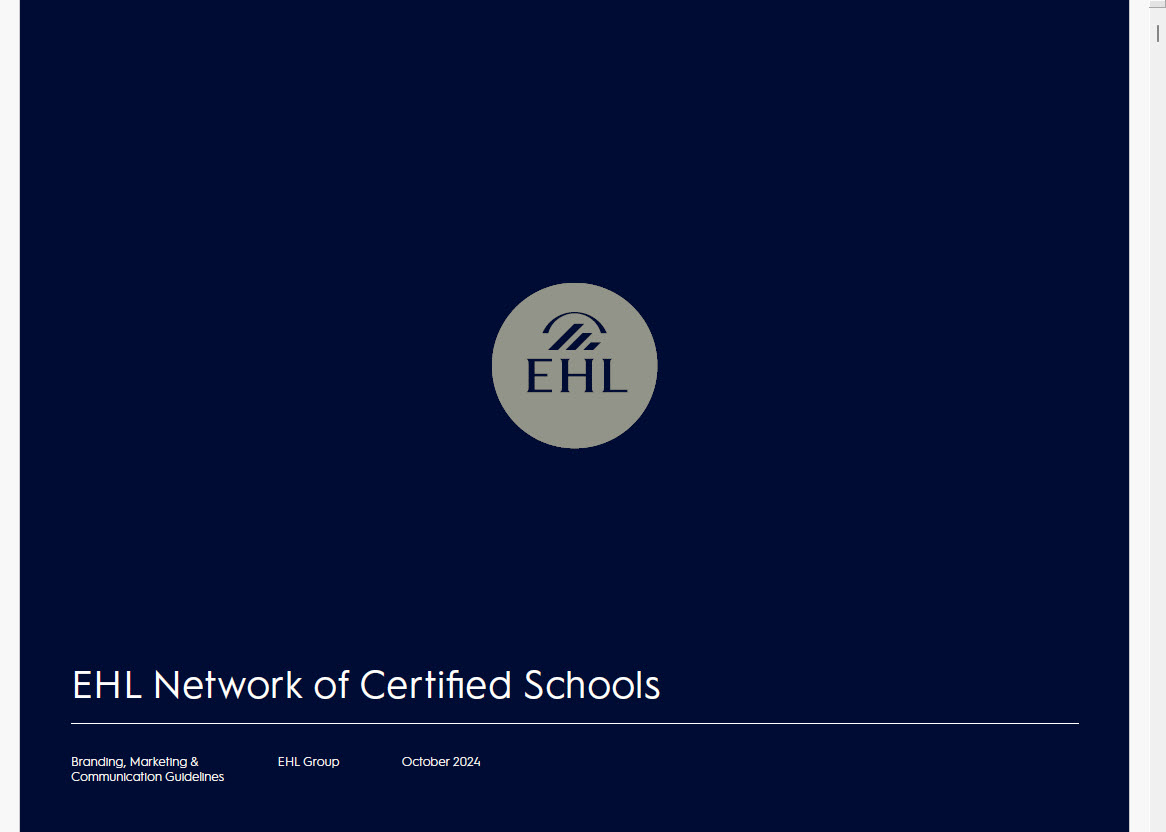 EHL
EHL Network of Certified Schools
Branding, Marketing &
Communication Guidelines
EHL Group
October 2024